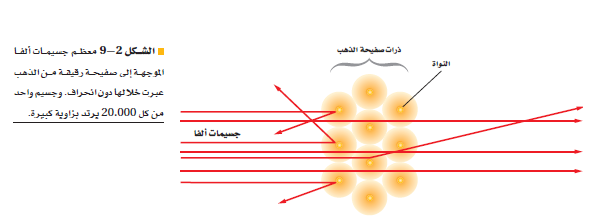 الشكل 2–9 معظم جسيمات ألفا
الموجهة إلى صفيحة رقيقة من الذهب
عبرت خلالها دون انحراف. وجسيم واحد
من كل 20.000 يرتد بزاوية كبيرة.
ذرات صفيحة الذهب
النواة
جسيمات ألفا